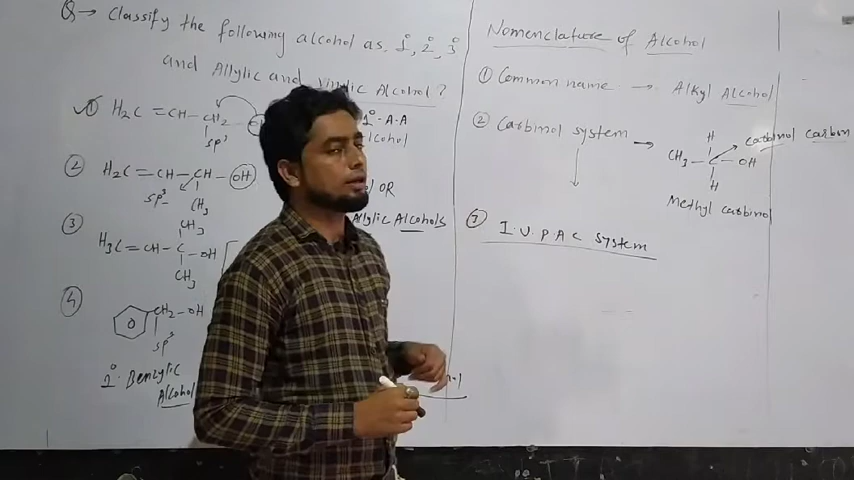 Q → Classify the following alcohol as 1° 2° 3°
and Allylic and Vinylic Alcohol?
① H₂C = CH - CH₂ - OH
sp³
1° - A-A
② H₂C = CH - CH - OH
sp³
CH₃
OR
Allylic Alcohols
③ CH₃
H₃C = CH - C - OH
CH₃
④ CH₂ - OH
sp³
1° Benzylic
Alcohol
Nomenclature of Alcohol
① Common name → Alkyl Alcohol
② Carbinol system →
H
CH₃ - C - OH
H
carbinol carbon
Methyl carbinol
③ I.U.P.A.C system